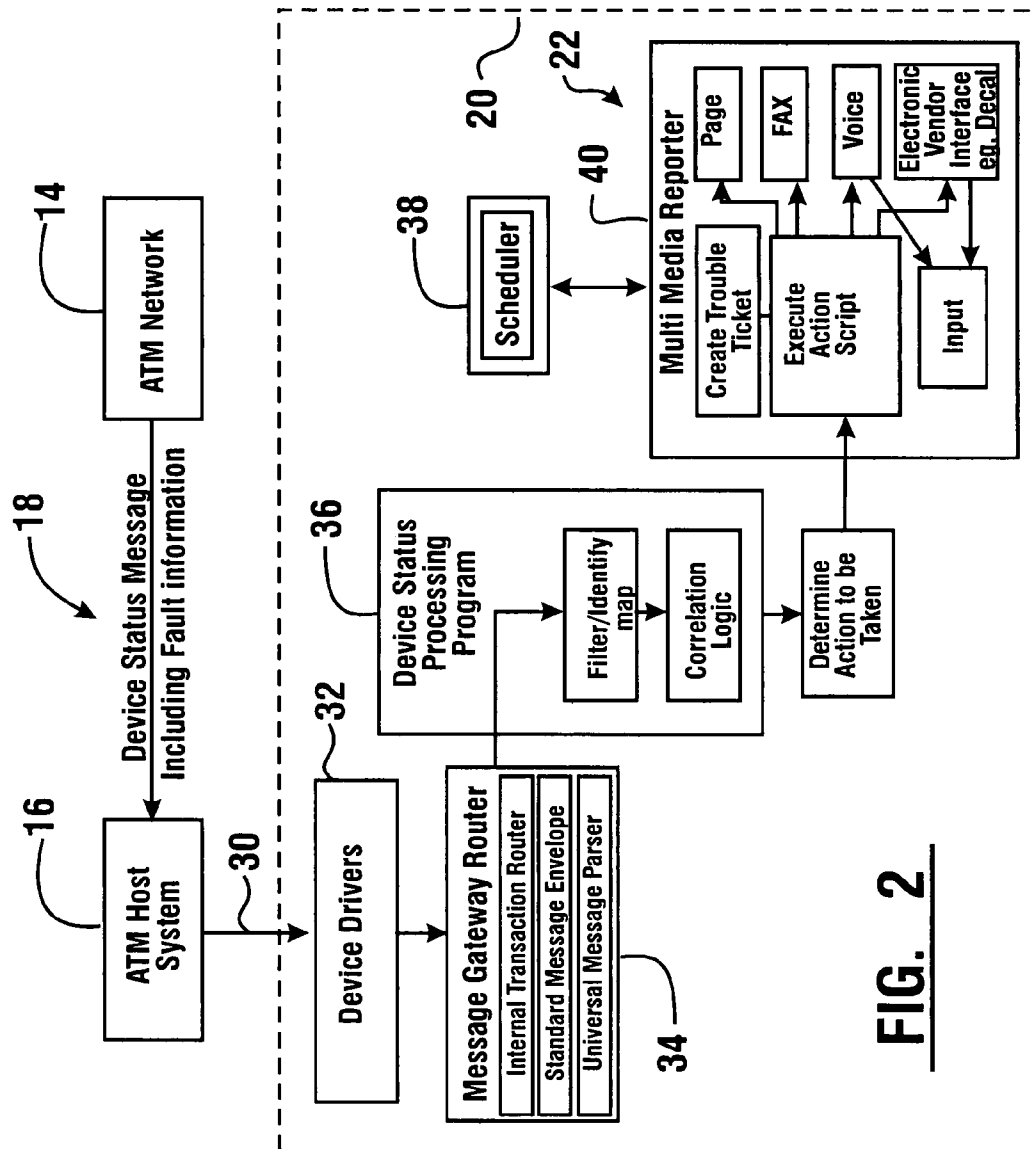 14
ATM Network
18
Device Status Message
Including Fault information
16
ATM Host
System
30
20
22
32
Device Drivers
Message Gateway Router
Internal Transaction Router
Standard Message Envelope
Universal Message Parser
34
36
Device Status
Processing
Program
Filter/Identify
map
Correlation
Logic
Determine
Action to be
Taken
38
Scheduler
40
Multi Media Reporter
Create Trouble
Ticket
Execute
Action
Script
Input
Page
FAX
Voice
Electronic
Vendor
Interface
eg. Decal
FIG. 2